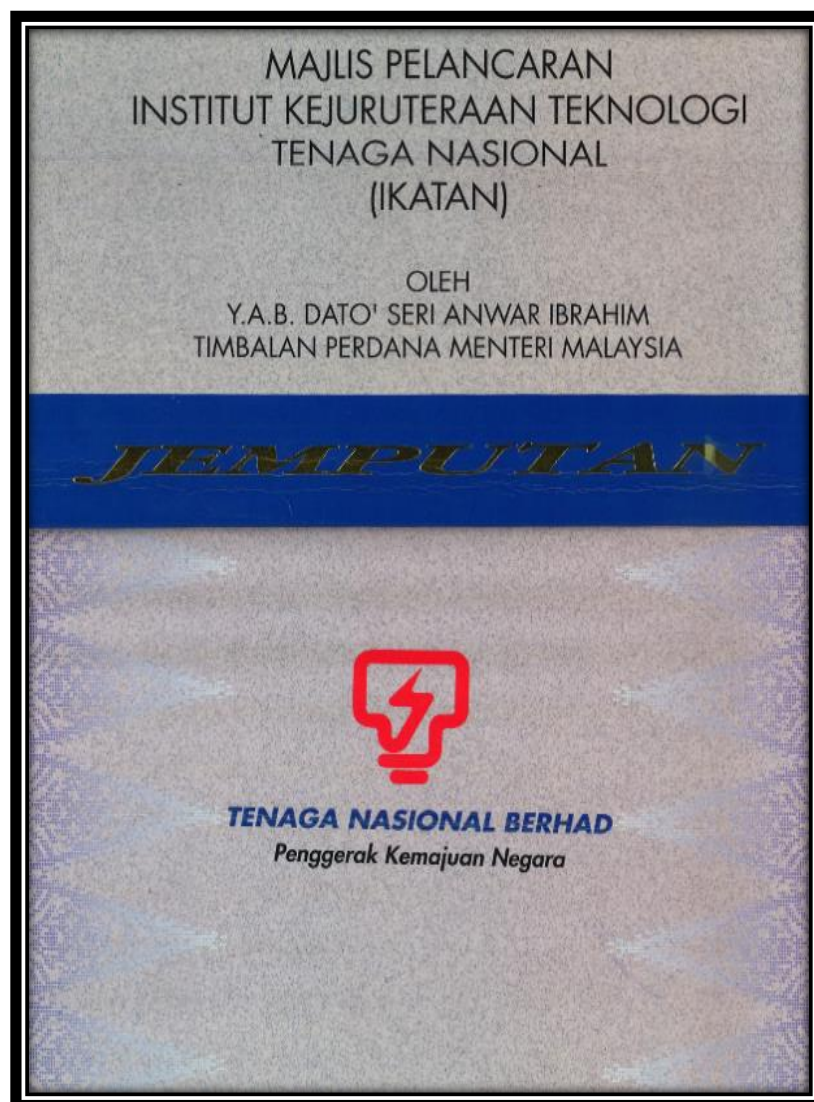 MAJLIS PELANCARAN
INSTITUT KEJURUTERAAN TEKNOLOGI
TENAGA NASIONAL
(IKATAN)
OLEH
Y.A.B. DATO' SERI ANWAR IBRAHIM
TIMBALAN PERDANA MENTERI MALAYSIA
JEMPUTAN
TENAGA NASIONAL BERHAD
Penggerak Kemajuan Negara